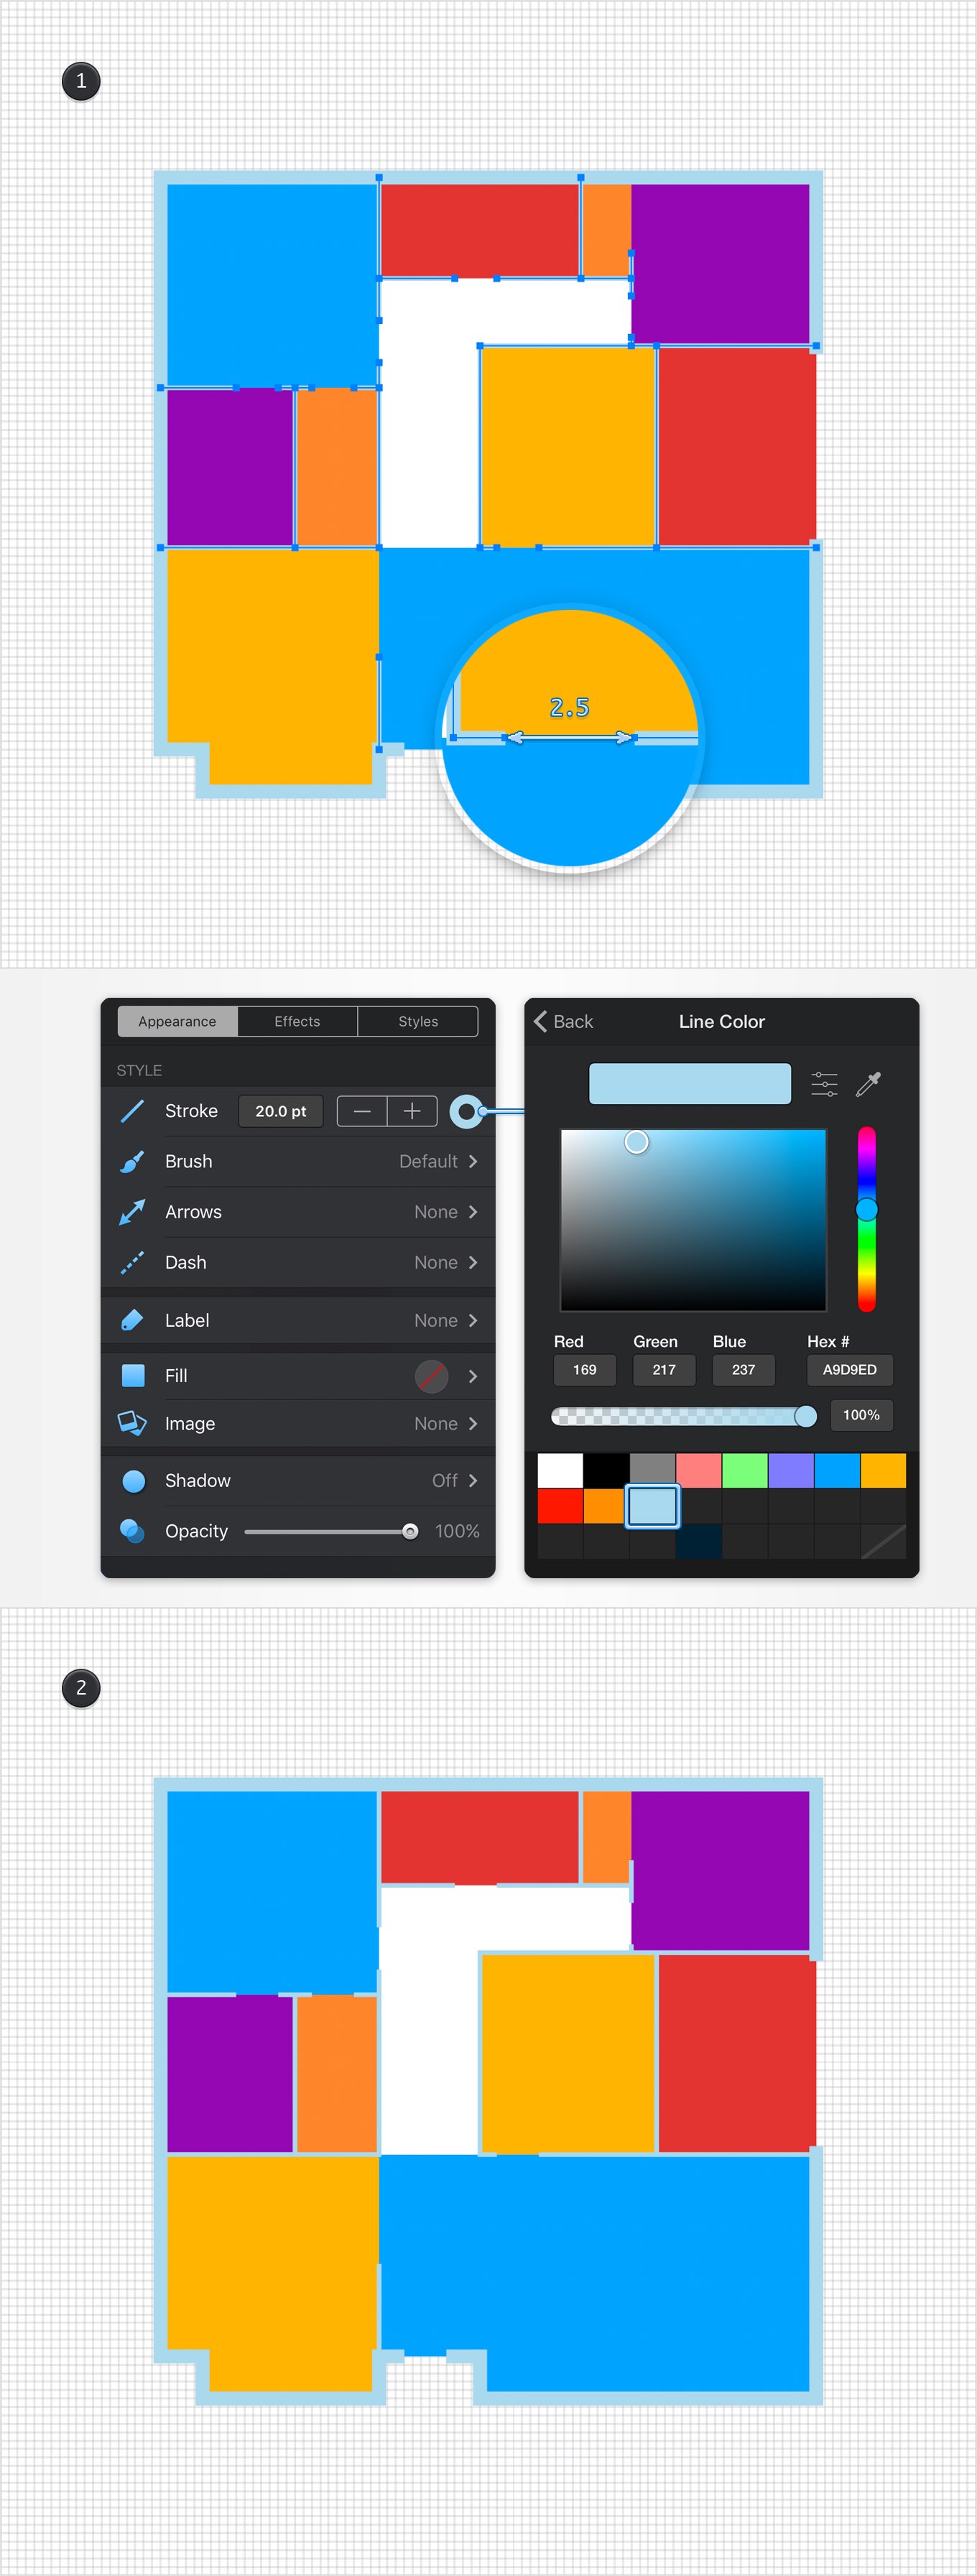 1
2.5
Appearance Effects Styles
STYLE
Stroke 20.0 pt
Brush Default
Arrows None
Dash None
Label None
Fill
Image None
Shadow Off
Opacity 100%
Back Line Color
Red Green Blue Hex #
169 217 237 A9D9ED
100%
2